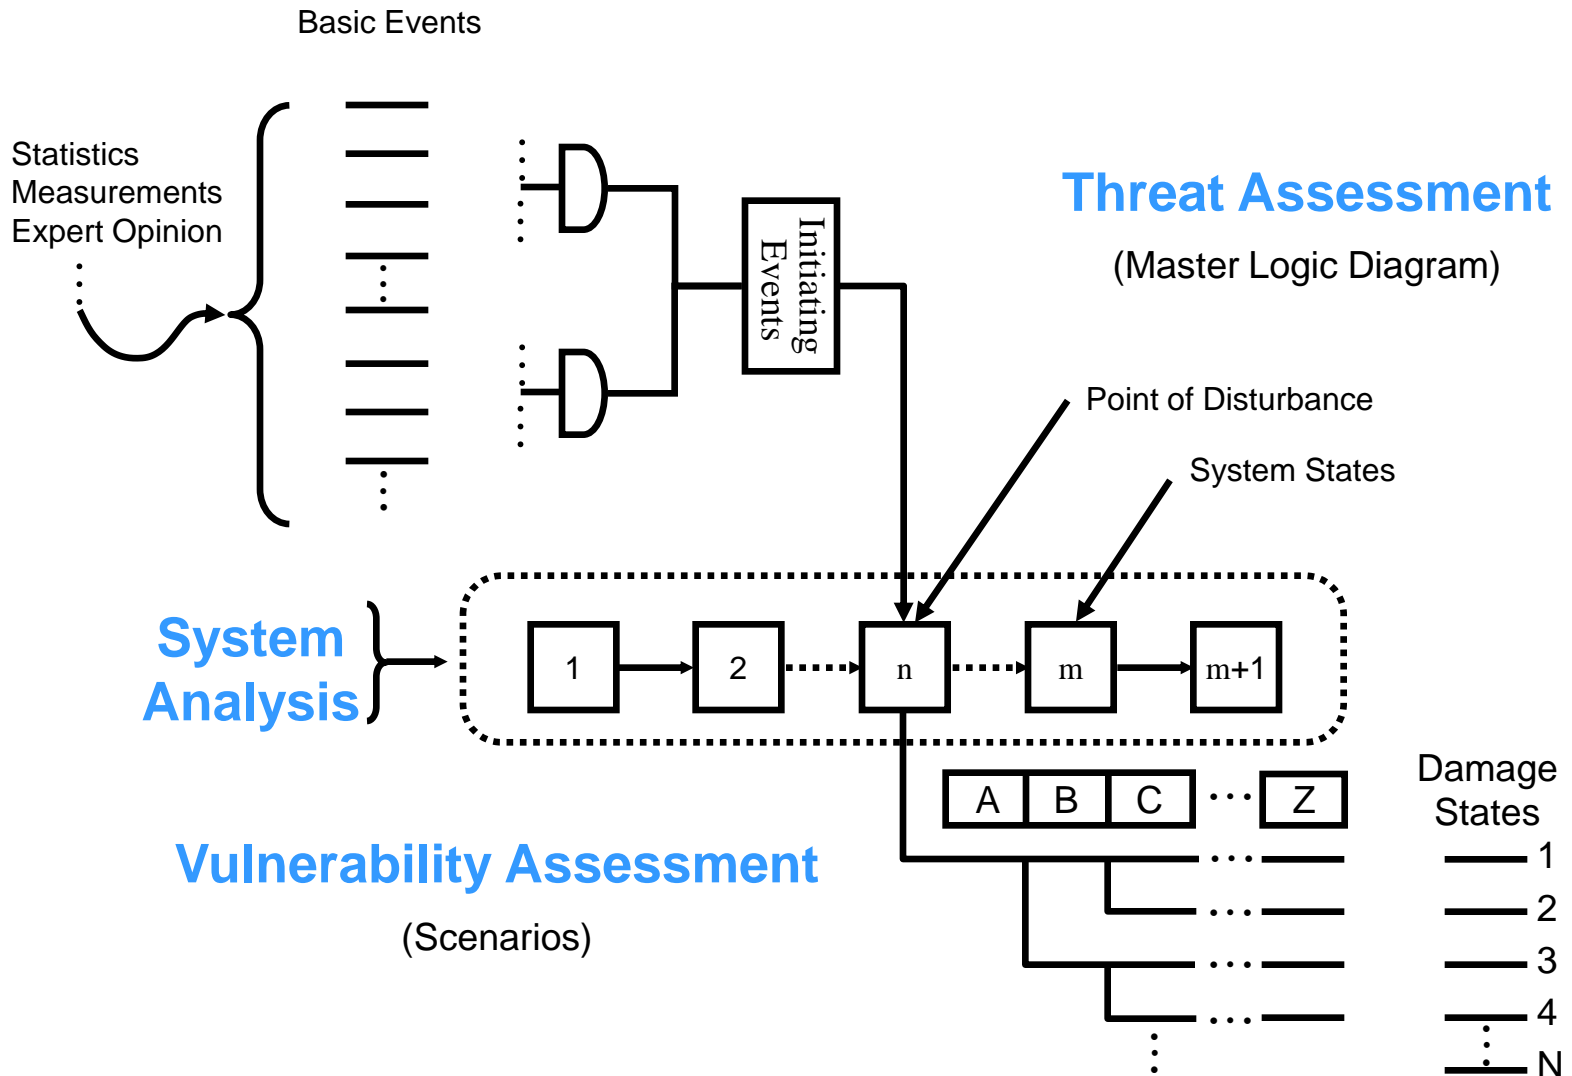 Basic Events
Statistics
Measurements
Expert Opinion
Threat Assessment
(Master Logic Diagram)
Initiating
Events
Point of Disturbance
System States
System
Analysis
1
2
n
m
m+1
A
B
C
Z
Damage
States
Vulnerability Assessment
(Scenarios)
1
2
3
4
N